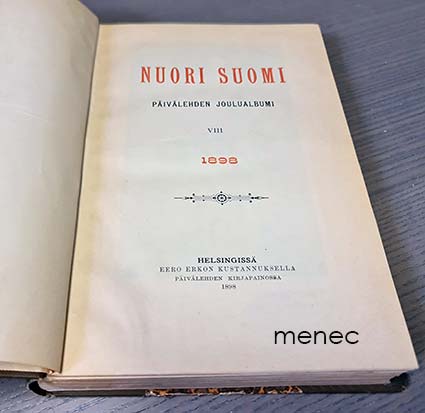 NUORI SUOMI
PÄIVÄLEHDEN JOULUALBUMI
VIII
1898
HELSINGISSÄ
EERO ERKON KUSTANNUKSELLA
PÄIVÄLEHDEN KIRJAPAINOSSA
1898
menec